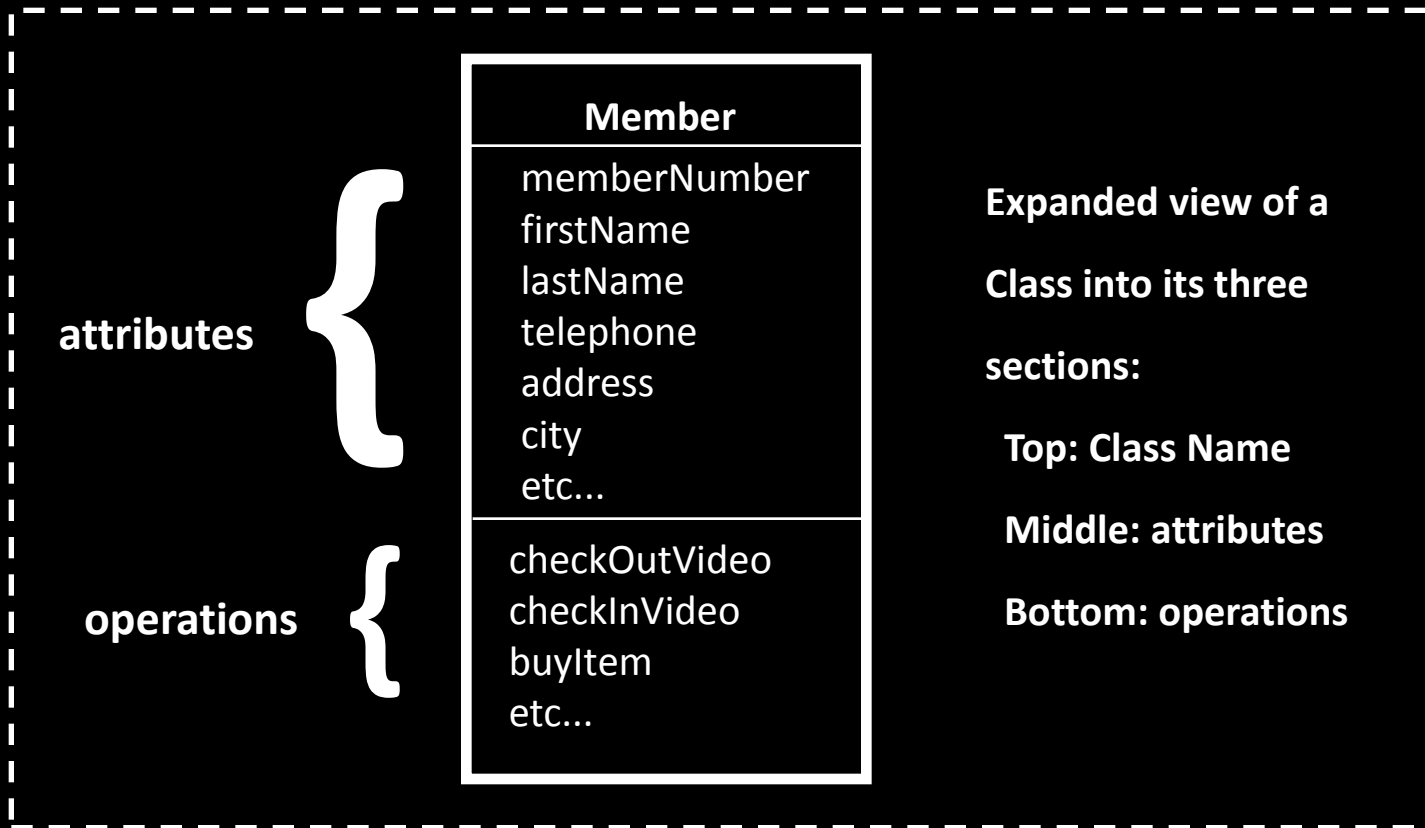 Member
attributes
{
memberNumber
firstName
lastName
telephone
address
city
etc...
operations
{
checkOutVideo
checkInVideo
buyItem
etc...
Expanded view of a
Class into its three
sections:
Top: Class Name
Middle: attributes
Bottom: operations